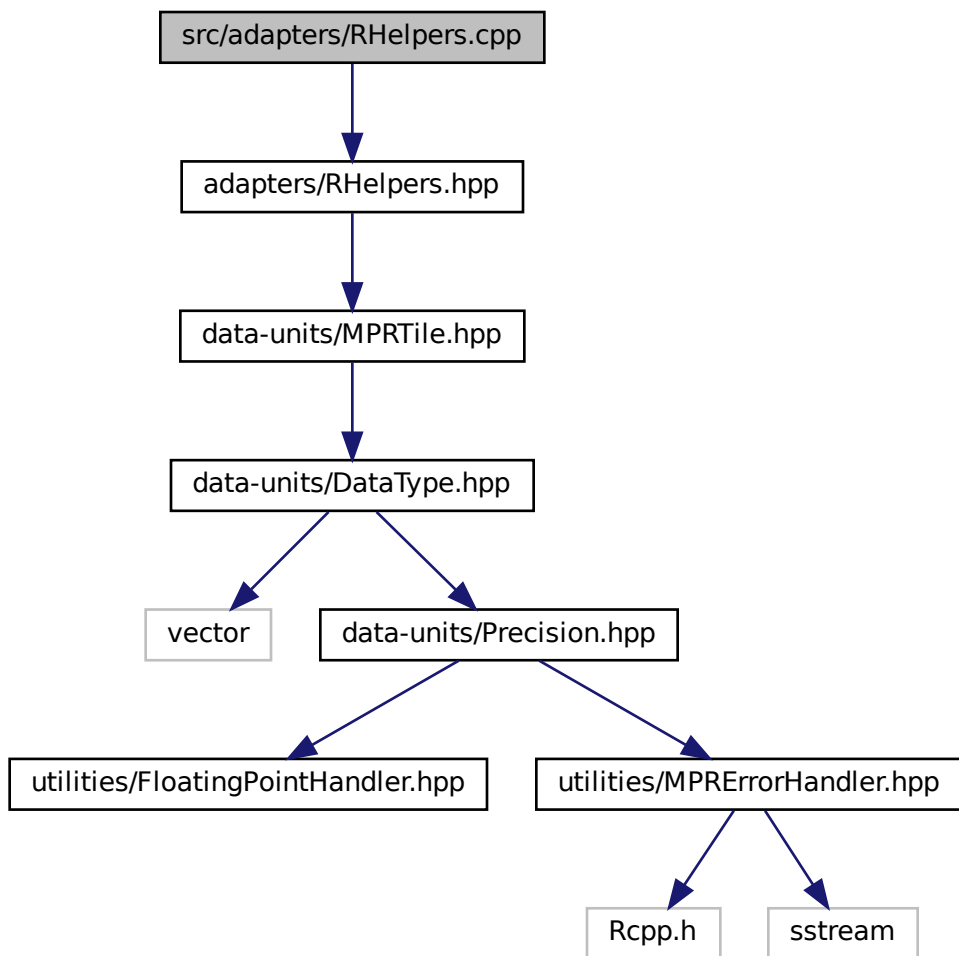 src/adapters/RHelpers.cpp
adapters/RHelpers.hpp
data-units/MPRTile.hpp
data-units/DataType.hpp
vector
data-units/Precision.hpp
utilities/FloatingPointHandler.hpp
utilities/MPRErrorHandler.hpp
Rcpp.h
sstream